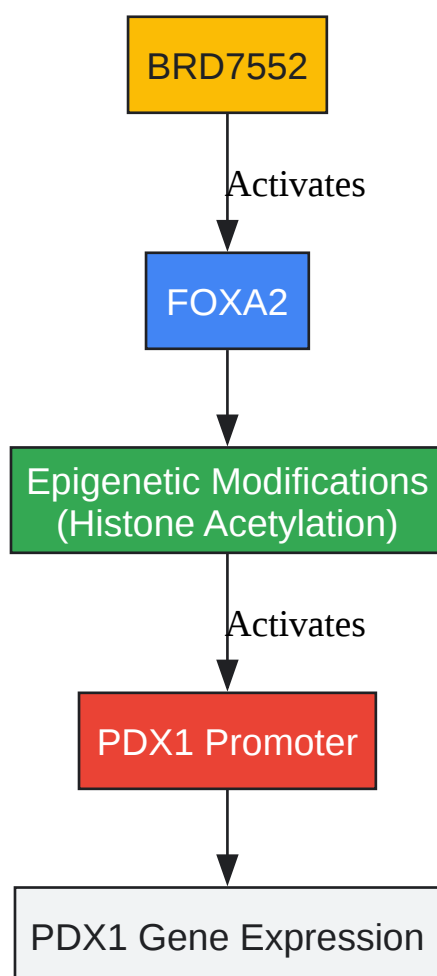 BRD7552
Activates
FOXA2
Epigenetic Modifications
(Histone Acetylation)
Activates
PDX1 Promoter
PDX1 Gene Expression